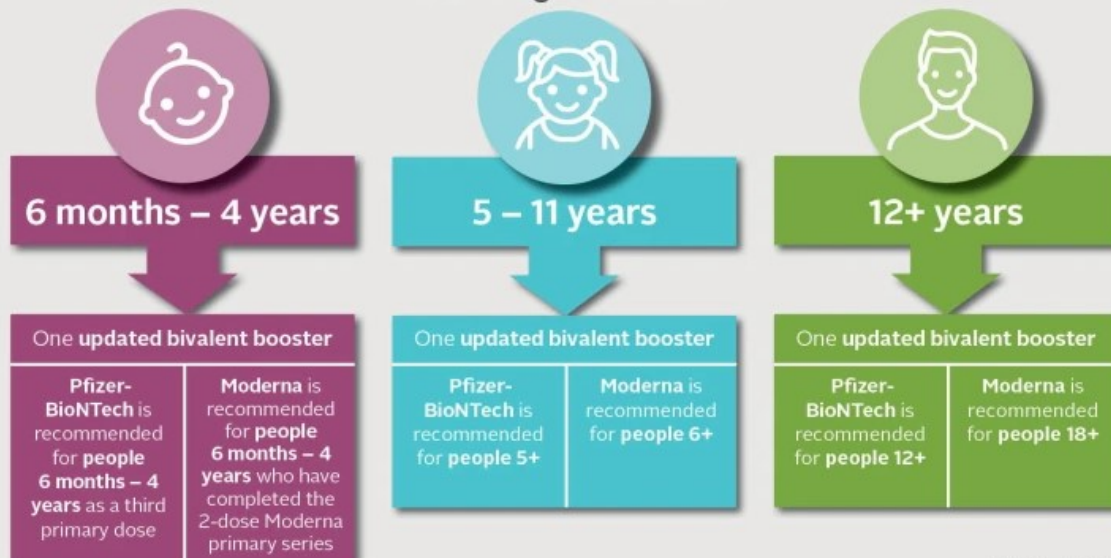 6 months – 4 years
One updated bivalent booster
Pfizer-
BioNTech is
recommended
for people
6 months – 4
years as a third
primary dose
Moderna is
recommended
for people
6 months – 4
years who have
completed the
2-dose Moderna
primary series
5 – 11 years
One updated bivalent booster
Pfizer-
BioNTech is
recommended
for people 5+
Moderna is
recommended
for people 6+
12+ years
One updated bivalent booster
Pfizer-
BioNTech is
recommended
for people 12+
Moderna is
recommended
for people 18+